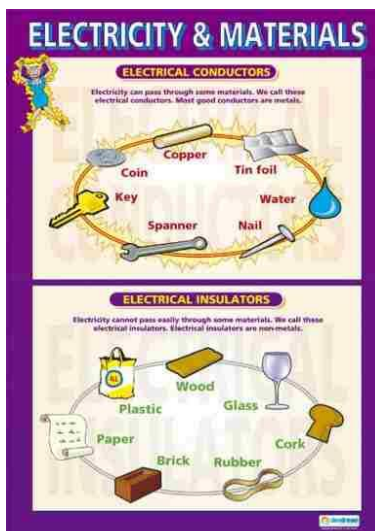 ELECTRICITY & MATERIALS
ELECTRICAL CONDUCTORS
Electricity can pass through some materials. We call these
electrical conductors. Most good conductors are metals.
Copper
Coin
Tin foil
Key
Water
Spanner
Nail
ELECTRICAL INSULATORS
Electricity cannot pass easily through some materials. We call these
electrical insulators. Electrical insulators are non-metals.
Wood
Plastic
Glass
Paper
Cork
Brick
Rubber